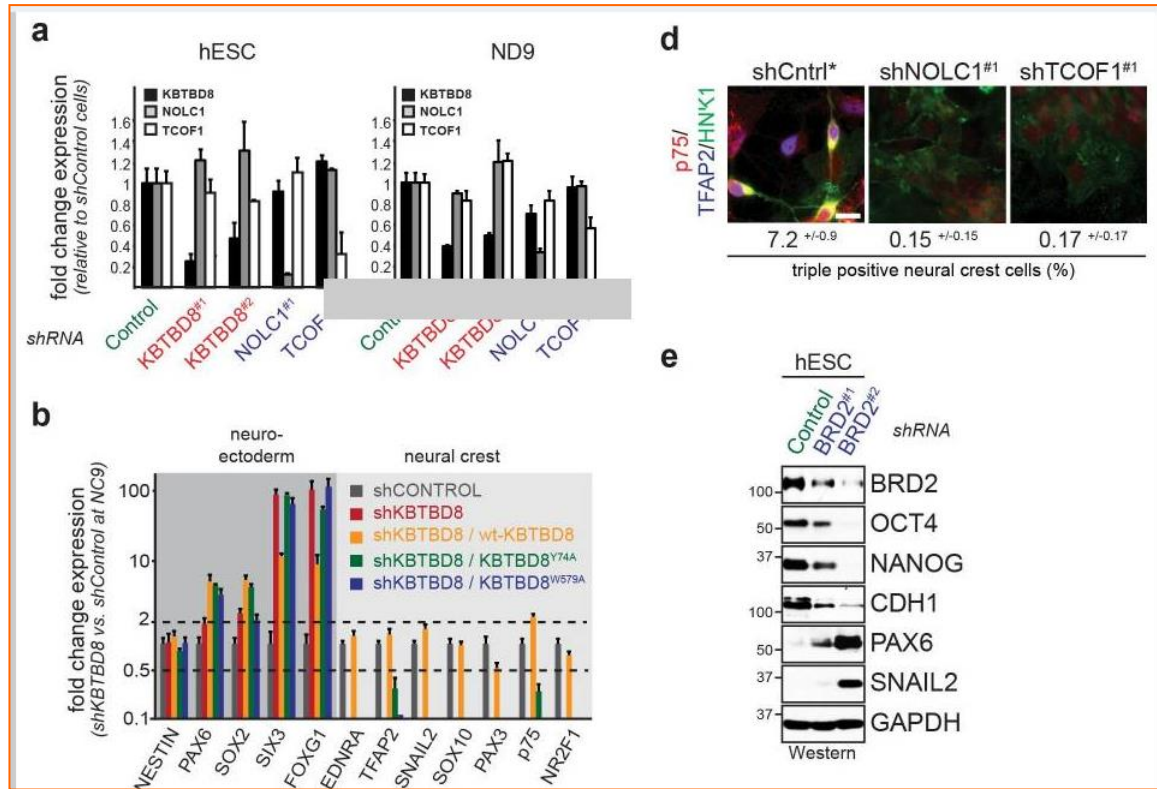 a
hESC
ND9
KBTBD8
NOLC1
TCOF1
KBTBD8
NOLC1
TCOF1
fold change expression
(relative to shControl cells)
1.6
1.4
1.2
1
0.8
0.6
0.4
0.2
1.6
1.4
1.2
1
0.8
0.6
0.4
0.2
shRNA
Control
KBTBD8#1
KBTBD8#2
NOLC1#1
TCOF
KBTBD8
NOLC1
TCOF
b
neuro-
ectoderm
neural crest
fold change expression
(shKBTBD8 vs. shControl at NC9)
100
10
2
0.5
0.1
shCONTROL
shKBTBD8
shKBTBD8 / wt-KBTBD8
shKBTBD8 / KBTBD8Y74A
shKBTBD8 / KBTBD8W579A
NESTIN
PAX6
SOX2
SIX3
FOXG1
EDNRA
TFAP2
SNAIL2
SOX10
PAX3
p75
NR2F1
d
shCntrl*
shNOLC1#1
shTCOF1#1
p75/
TFAP2/HNK1
7.2 +/-0.9
0.15 +/-0.15
0.17 +/-0.17
triple positive neural crest cells (%)
e
hESC
Control
BRD2#1
BRD2#2
shRNA
100
BRD2
50
OCT4
37
NANOG
100
CDH1
50
PAX6
37
SNAIL2
37
GAPDH
Western